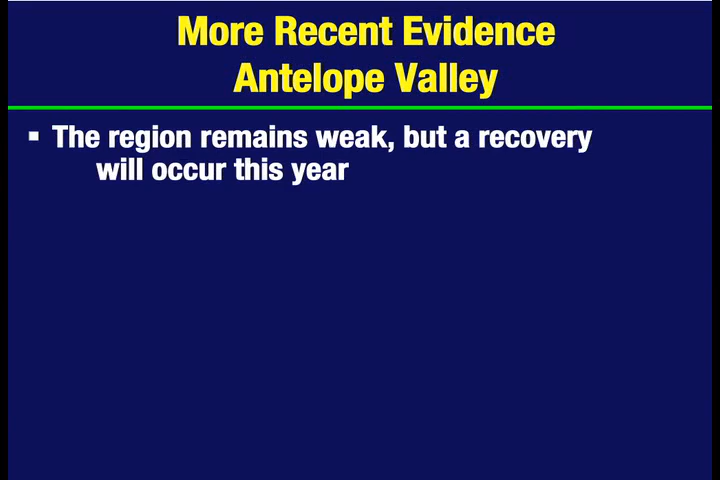 More Recent Evidence
Antelope Valley
▪ The region remains weak, but a recovery
will occur this year